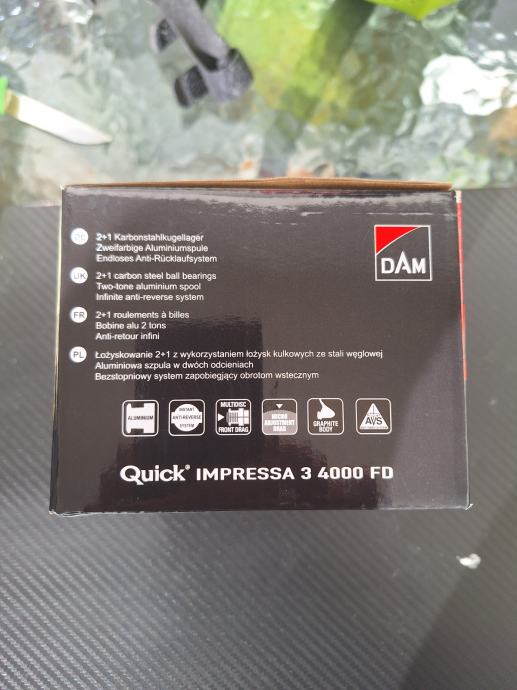 DAM
DE 2+1 Karbonstahlkugellager
Zweifarbige Aluminiumspule
Endloses Anti-Rücklaufsystem
UK 2+1 carbon steel ball bearings
Two-tone aluminium spool
Infinite anti-reverse system
FR 2+1 roulements à billes
Bobine alu 2 tons
Anti-retour infini
PL Łożyskowanie 2+1 z wykorzystaniem łożysk kulkowych ze stali węglowej
Aluminiowa szpula w dwóch odcieniach
Bezstopniowy system zapobiegjący obrotom wstecznym
ALUMINIUM
INSTANT
ANTI-REVERSE
SYSTEM
MULTIDISC
FRONT DRAG
MICRO
ADJUSTMENT
DRAG
GRAPHITE
BODY
AVS
Quick® IMPRESSA 3 4000 FD